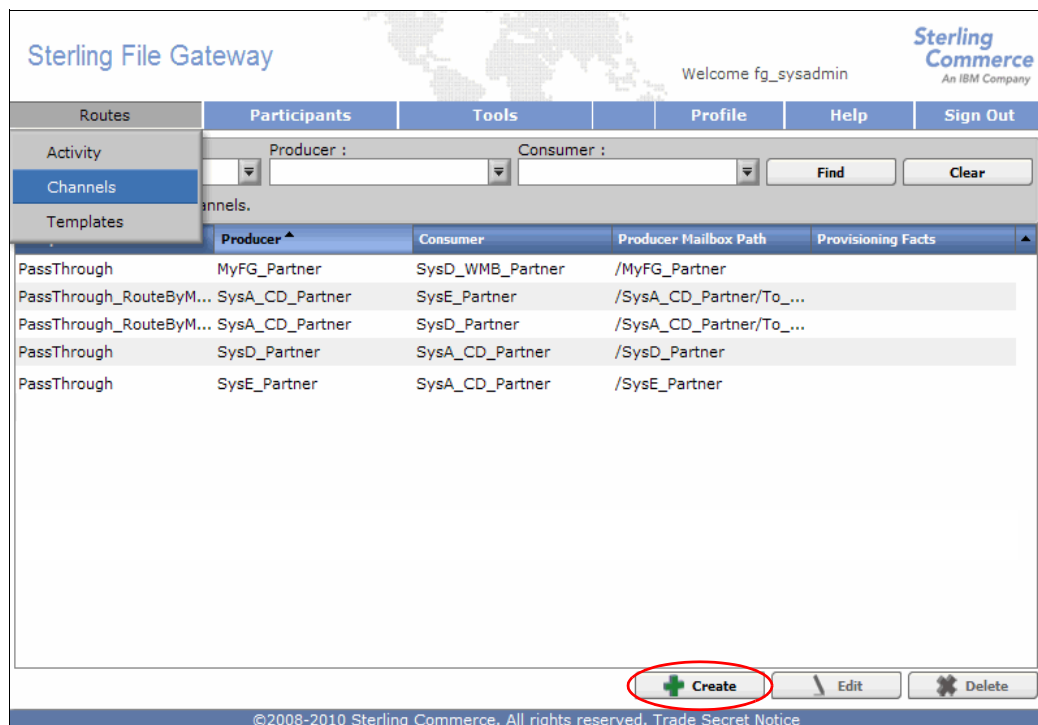 Sterling File Gateway
Welcome fg_sysadmin
Sterling
Commerce
An IBM Company
Routes Participants Tools Profile Help Sign Out
Activity
Channels
Templates
Producer : Consumer :
Find Clear
annels.
Producer Consumer Producer Mailbox Path Provisioning Facts
PassThrough MyFG_Partner SysD_WMB_Partner /MyFG_Partner
PassThrough_RouteByM... SysA_CD_Partner SysE_Partner /SysA_CD_Partner/To_...
PassThrough_RouteByM... SysA_CD_Partner SysD_Partner /SysA_CD_Partner/To_...
PassThrough SysD_Partner SysA_CD_Partner /SysD_Partner
PassThrough SysE_Partner SysA_CD_Partner /SysE_Partner
Create Edit Delete
©2008-2010 Sterling Commerce. All rights reserved. Trade Secret Notice